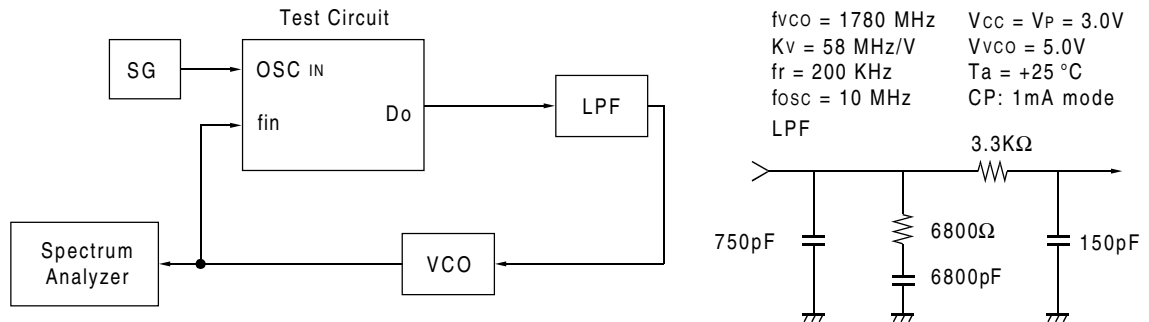 Test Circuit
SG
OSC IN
fin
Do
LPF
Spectrum
Analyzer
VCO
fVCO = 1780 MHz
KV = 58 MHz/V
fr = 200 KHz
fosc = 10 MHz
LPF
VCC = VP = 3.0V
VVCO = 5.0V
Ta = +25 °C
CP: 1mA mode
3.3KΩ
750pF
6800Ω
6800pF
150pF